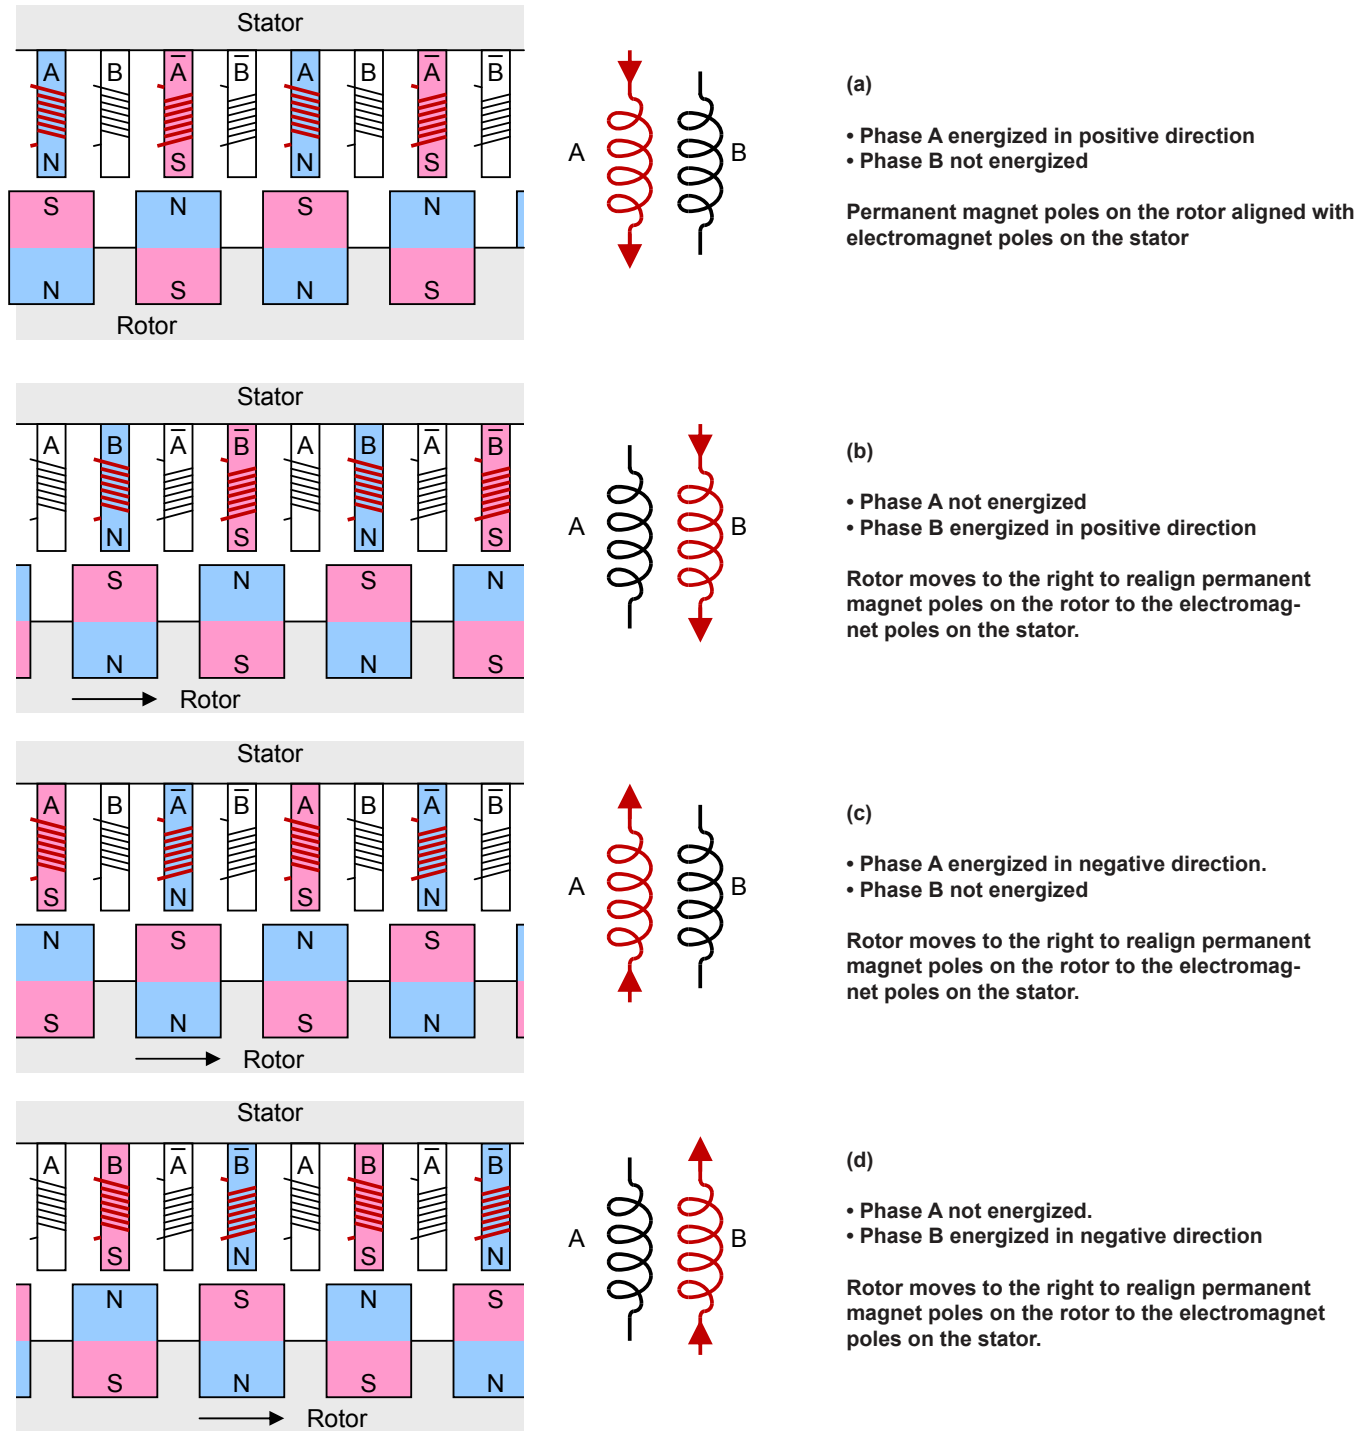 Stator
A B A̅ B̅ A B A̅ B̅
N S N S
S N S N
N S N S
Rotor
A B
(a)
• Phase A energized in positive direction
• Phase B not energized
Permanent magnet poles on the rotor aligned with
electromagnet poles on the stator
Stator
A B A̅ B̅ A B A̅ B̅
N S N S
S N S N
N S N S
Rotor
A B
(b)
• Phase A not energized
• Phase B energized in positive direction
Rotor moves to the right to realign permanent
magnet poles on the rotor to the electromag-
net poles on the stator.
Stator
A B A̅ B̅ A B A̅ B̅
S N S N
N S N S
S N S N
Rotor
A B
(c)
• Phase A energized in negative direction.
• Phase B not energized
Rotor moves to the right to realign permanent
magnet poles on the rotor to the electromag-
net poles on the stator.
Stator
A B A̅ B̅ A B A̅ B̅
S N S N
N S N S
S N S N
Rotor
A B
(d)
• Phase A not energized.
• Phase B energized in negative direction
Rotor moves to the right to realign permanent
magnet poles on the rotor to the electromagnet
poles on the stator.